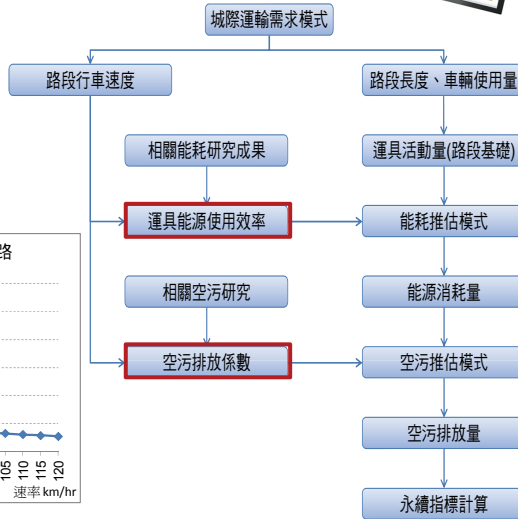 城際運輸需求模式
路段行車速度
路段長度、車輛使用量
相關能耗研究成果
運具活動量(路段基礎)
運具能源使用效率
能耗推估模式
路
相關空污研究
能源消耗量
空污排放係數
空污推估模式
空污排放量
105
110
115
120
速率 km/hr
永續指標計算